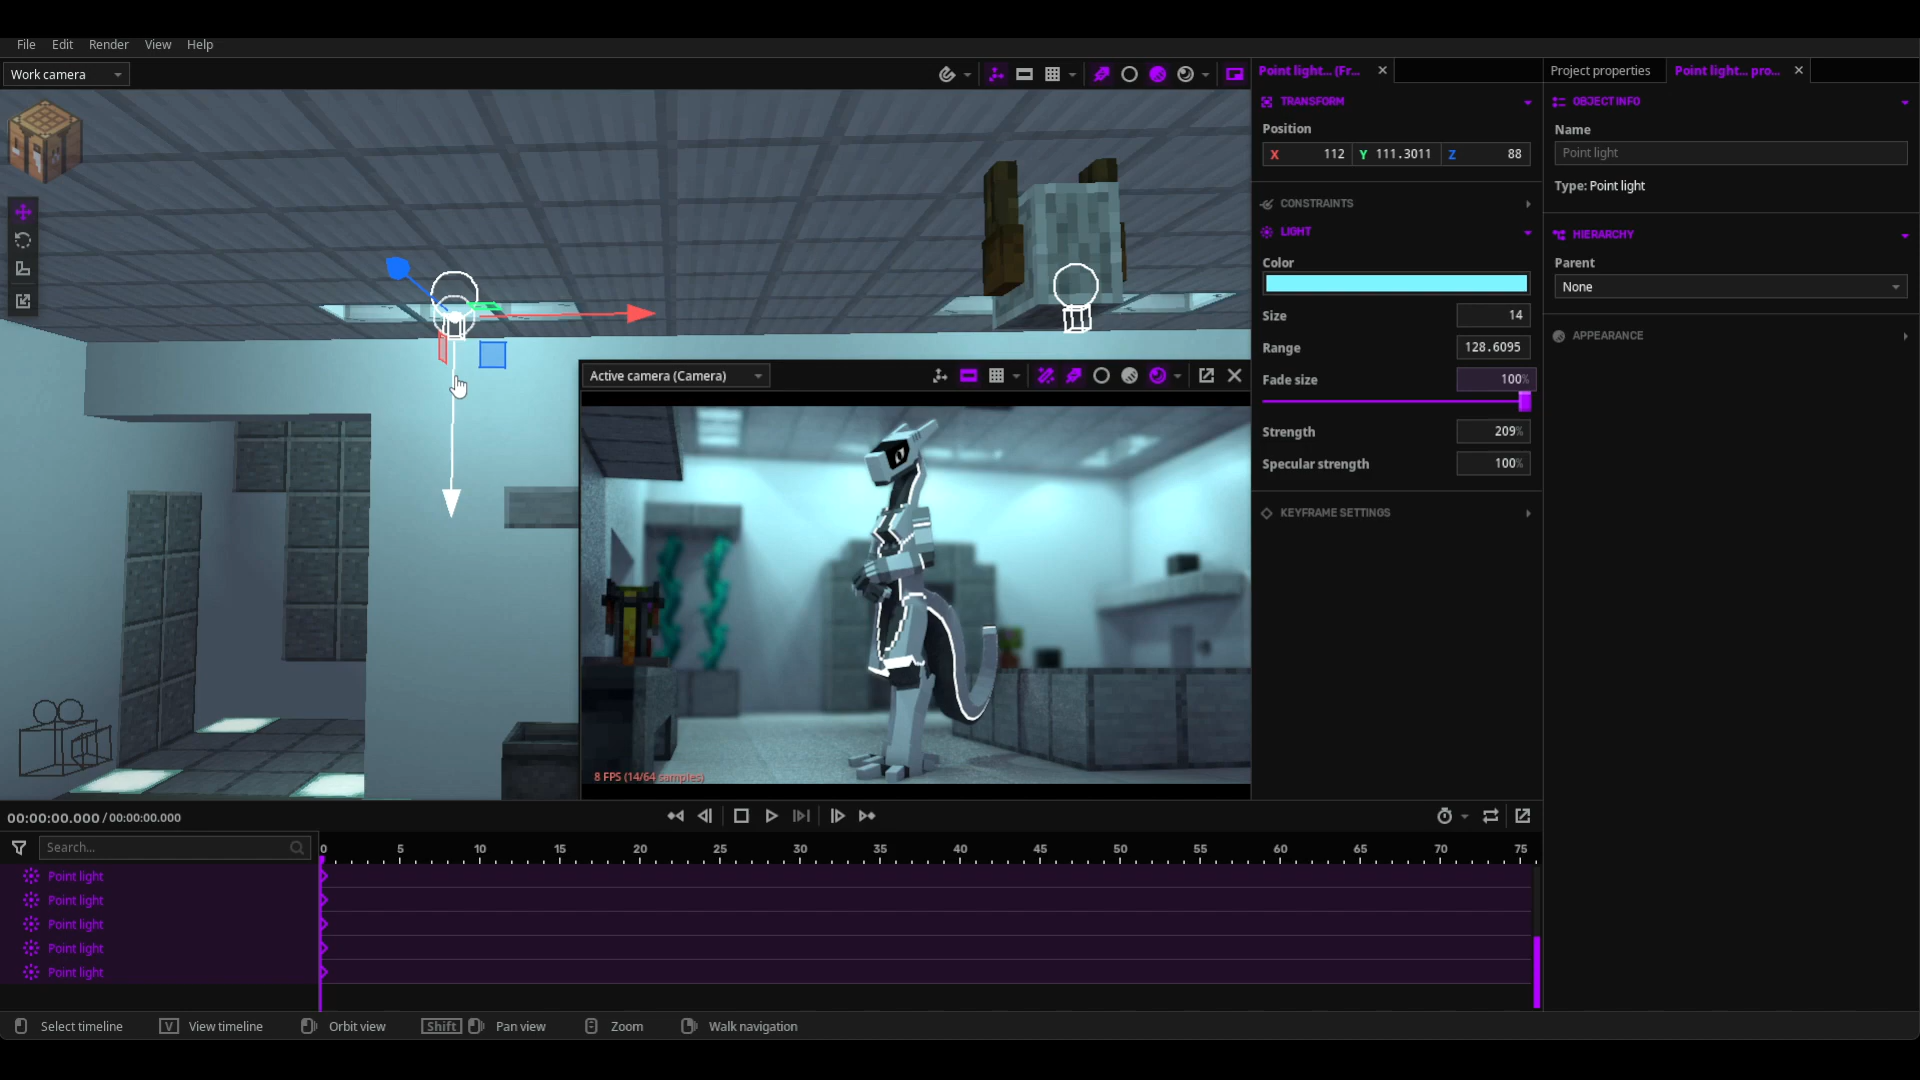 File Edit Render View Help
Work camera
Point light... (Fr...
Project properties
Point light... pro...
TRANSFORM
Position
X 112 Y 111.3011 Z 88
CONSTRAINTS
LIGHT
Color
Size 14
Range 128.6095
Fade size 100%
Strength 209%
Specular strength 100%
KEYFRAME SETTINGS
OBJECT INFO
Name
Point light
Type: Point light
HIERARCHY
Parent
None
APPEARANCE
Active camera (Camera)
8 FPS (14/64 samples)
00:00:00.000 / 00:00:00.000
Search...
0 5 10 15 20 25 30 35 40 45 50 55 60 65 70 75
Point light
Point light
Point light
Point light
Point light
Select timeline V View timeline Orbit view Shift Pan view Zoom Walk navigation